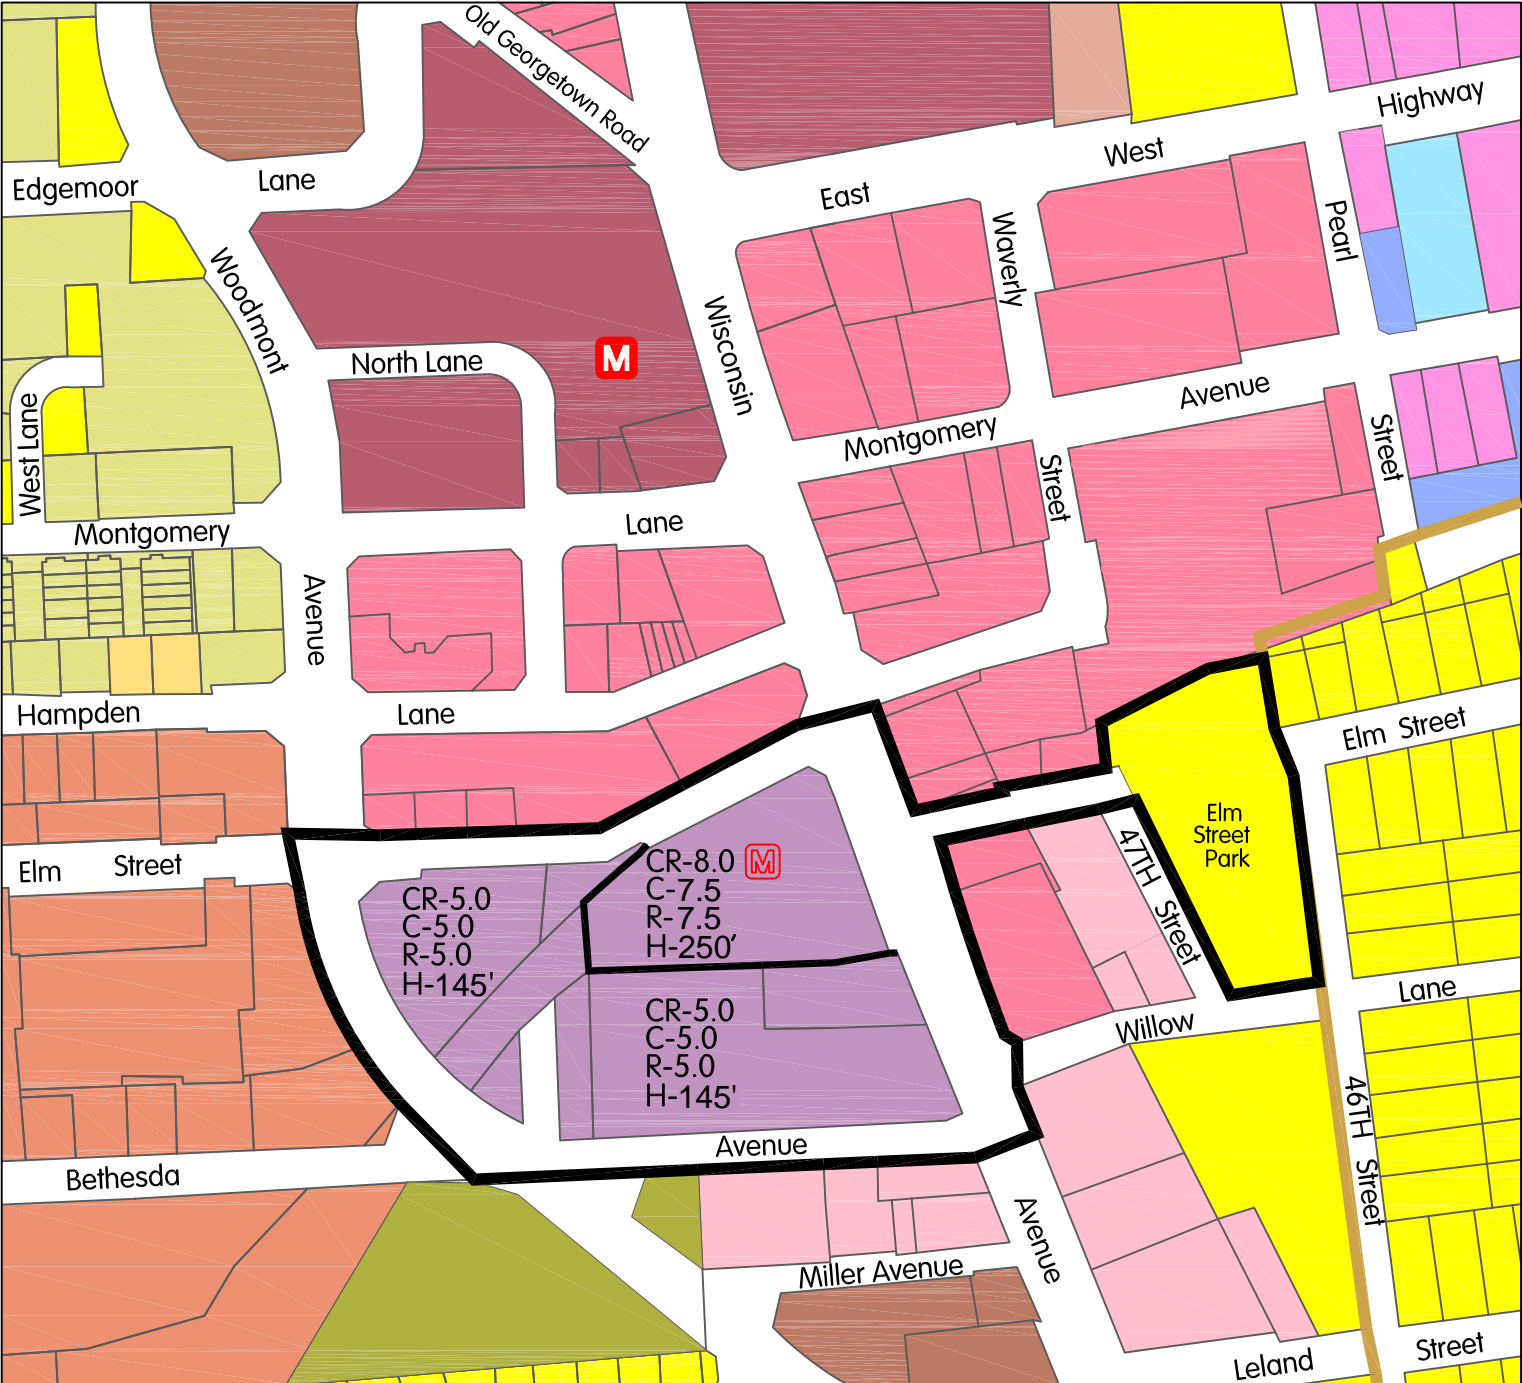 Old Georgetown Road
Highway
West
East
Edgemoor
Lane
Pearl
Waverly
Woodmont
Wisconsin
M
North Lane
West Lane
Avenue
Montgomery
Street
Street
Montgomery
Lane
Avenue
Hampden
Lane
Elm Street
Elm
Street
Park
Elm Street
47TH Street
CR-8.0 M
C-7.5
R-7.5
H-250'
CR-5.0
C-5.0
R-5.0
H-145'
CR-5.0
C-5.0
R-5.0
H-145'
Lane
Willow
46TH Street
Avenue
Bethesda
Avenue
Miller Avenue
Leland
Street